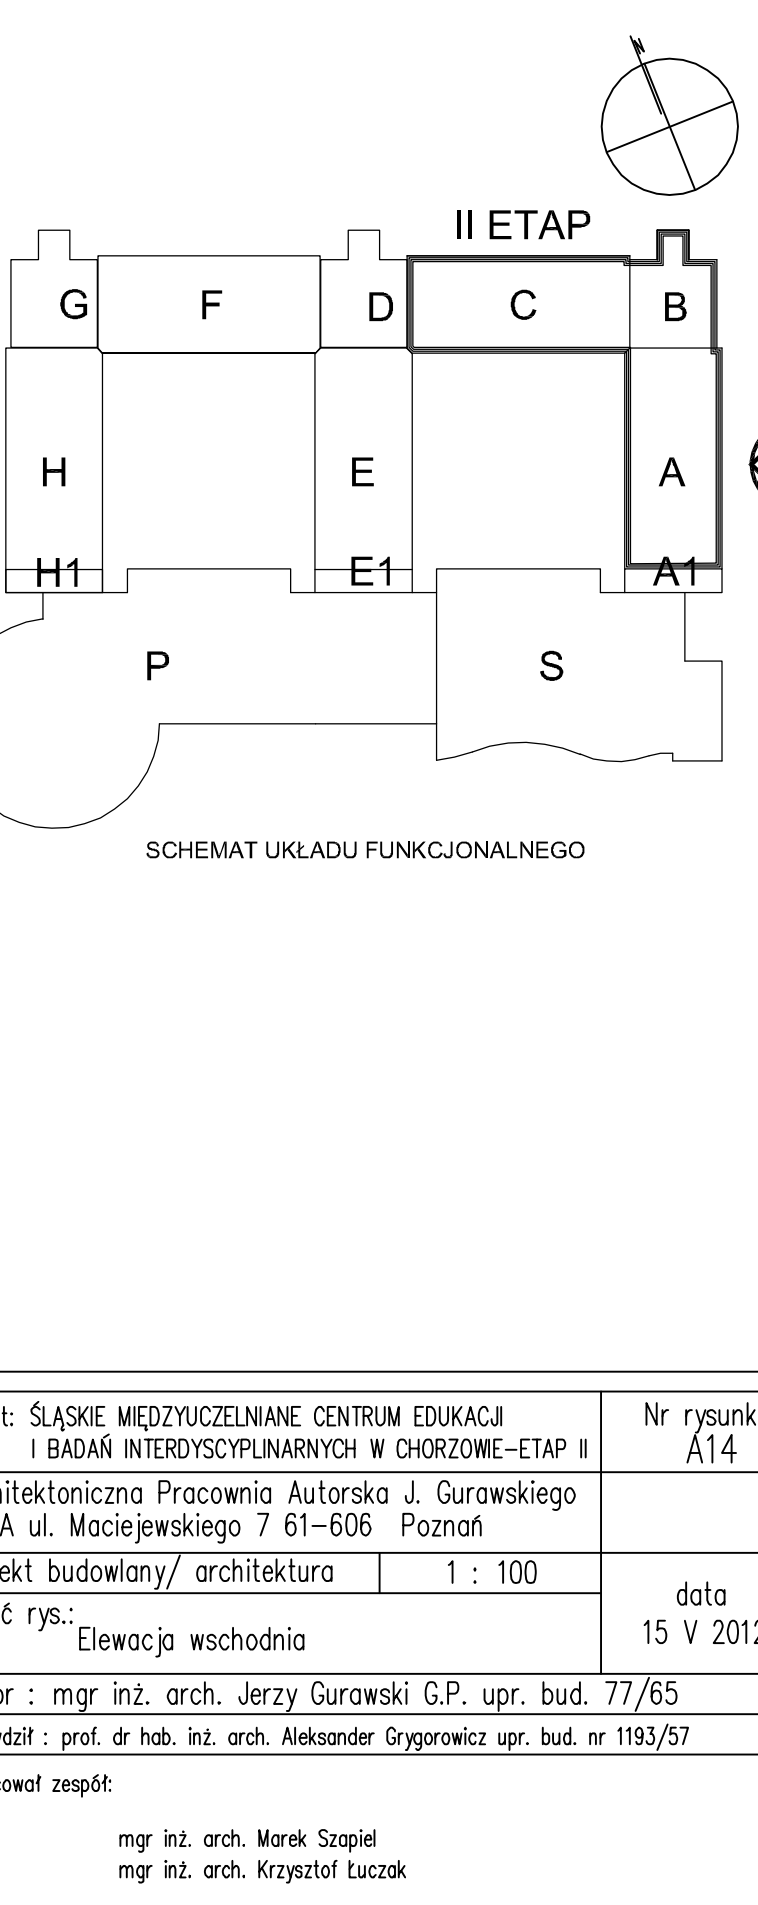 N
II ETAP
G F D C B
H E A
H1 E1 A1
P S
SCHEMAT UKŁADU FUNKCJONALNEGO
t: ŚLĄSKIE MIĘDZYUCZELNIANE CENTRUM EDUKACJI
I BADAŃ INTERDYSCYPLINARNYCH W CHORZOWIE-ETAP II
Nr rysunk
A14
hitektoniczna Pracownia Autorska J. Gurawskiego
A ul. Maciejewskiego 7 61-606 Poznań
ekt budowlany/ architektura
1 : 100
ć rys.:
Elewacja wschodnia
data
15 V 2012
or : mgr inż. arch. Jerzy Gurawski G.P. upr. bud. 77/65
wdził : prof. dr hab. inż. arch. Aleksander Grygorowicz upr. bud. nr 1193/57
cował zespół:
mgr inż. arch. Marek Szapiel
mgr inż. arch. Krzysztof Łuczak